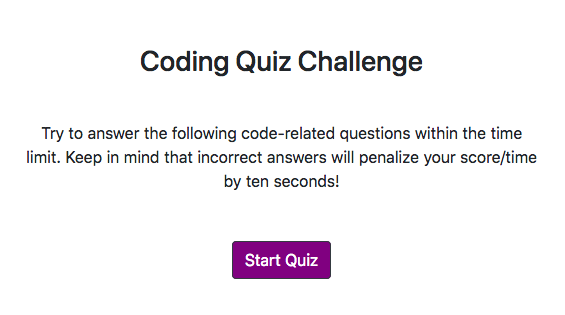 Coding Quiz Challenge
Try to answer the following code-related questions within the time
limit. Keep in mind that incorrect answers will penalize your score/time
by ten seconds!
Start Quiz